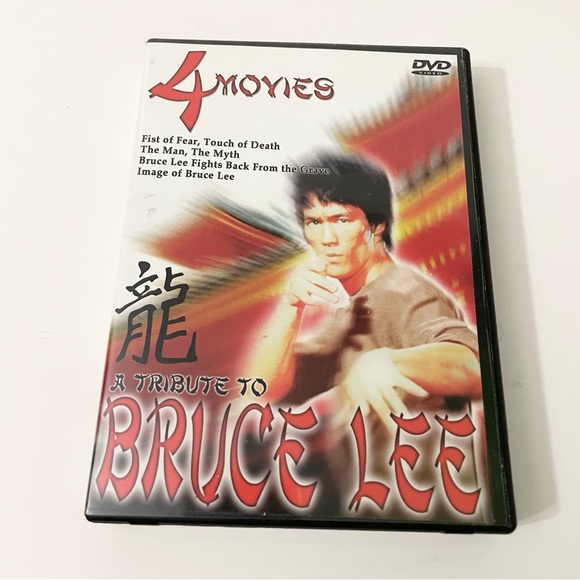 DVD
VIDEO
4 MOVIES
Fist of Fear, Touch of Death
The Man, The Myth
Bruce Lee Fights Back From the Grave
Image of Bruce Lee
龍
A TRIBUTE TO
BRUCE LEE